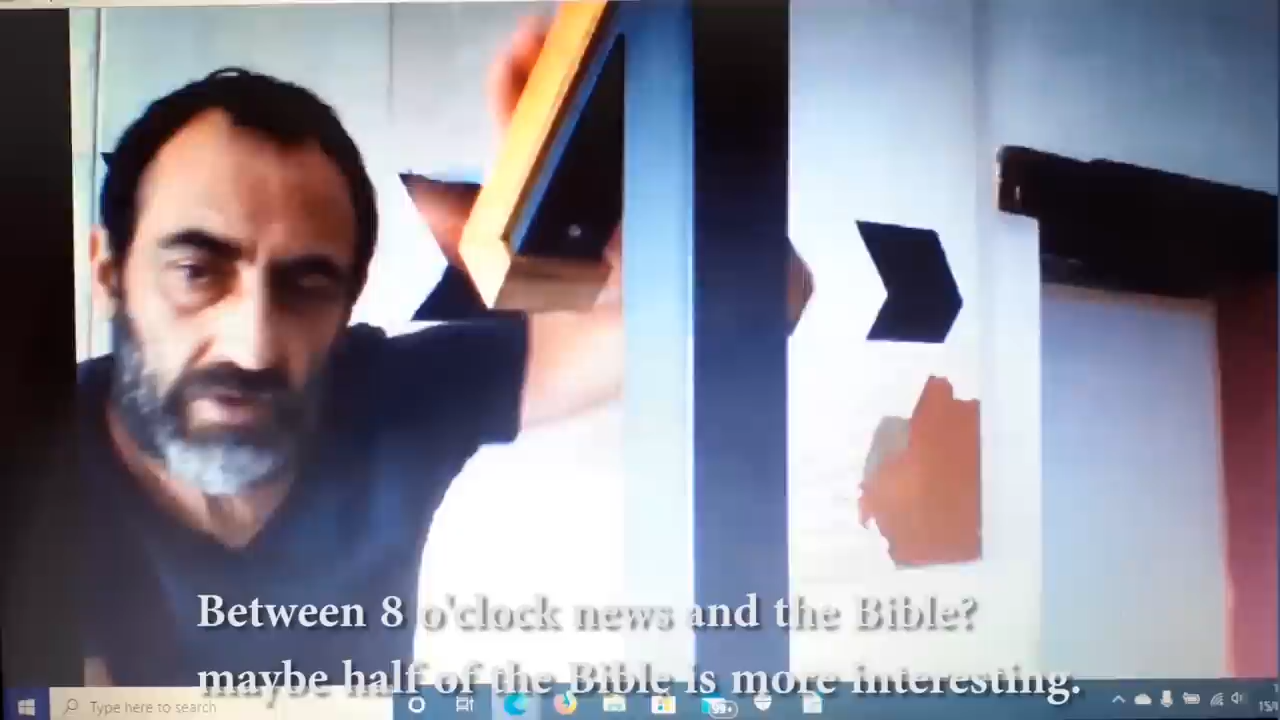 Between 8 o'clock news and the Bible?
maybe half of the Bible is more interesting.
Type here to search
99+